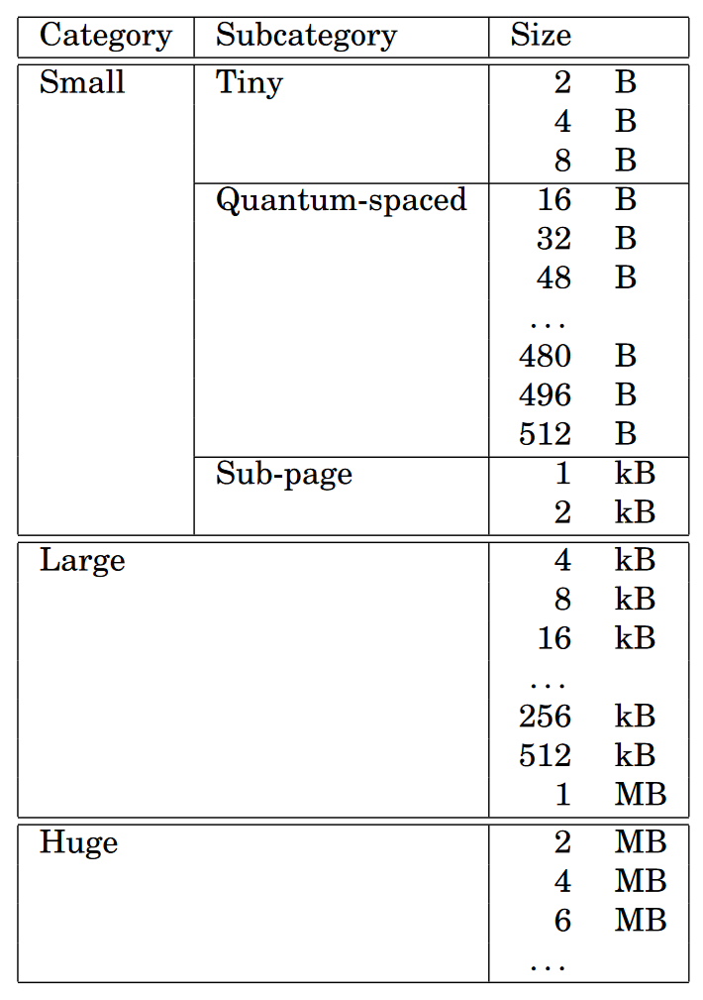 Category Subcategory Size
Small Tiny 2 B
4 B
8 B
Quantum-spaced 16 B
32 B
48 B
...
480 B
496 B
512 B
Sub-page 1 kB
2 kB
Large 4 kB
8 kB
16 kB
...
256 kB
512 kB
1 MB
Huge 2 MB
4 MB
6 MB
...